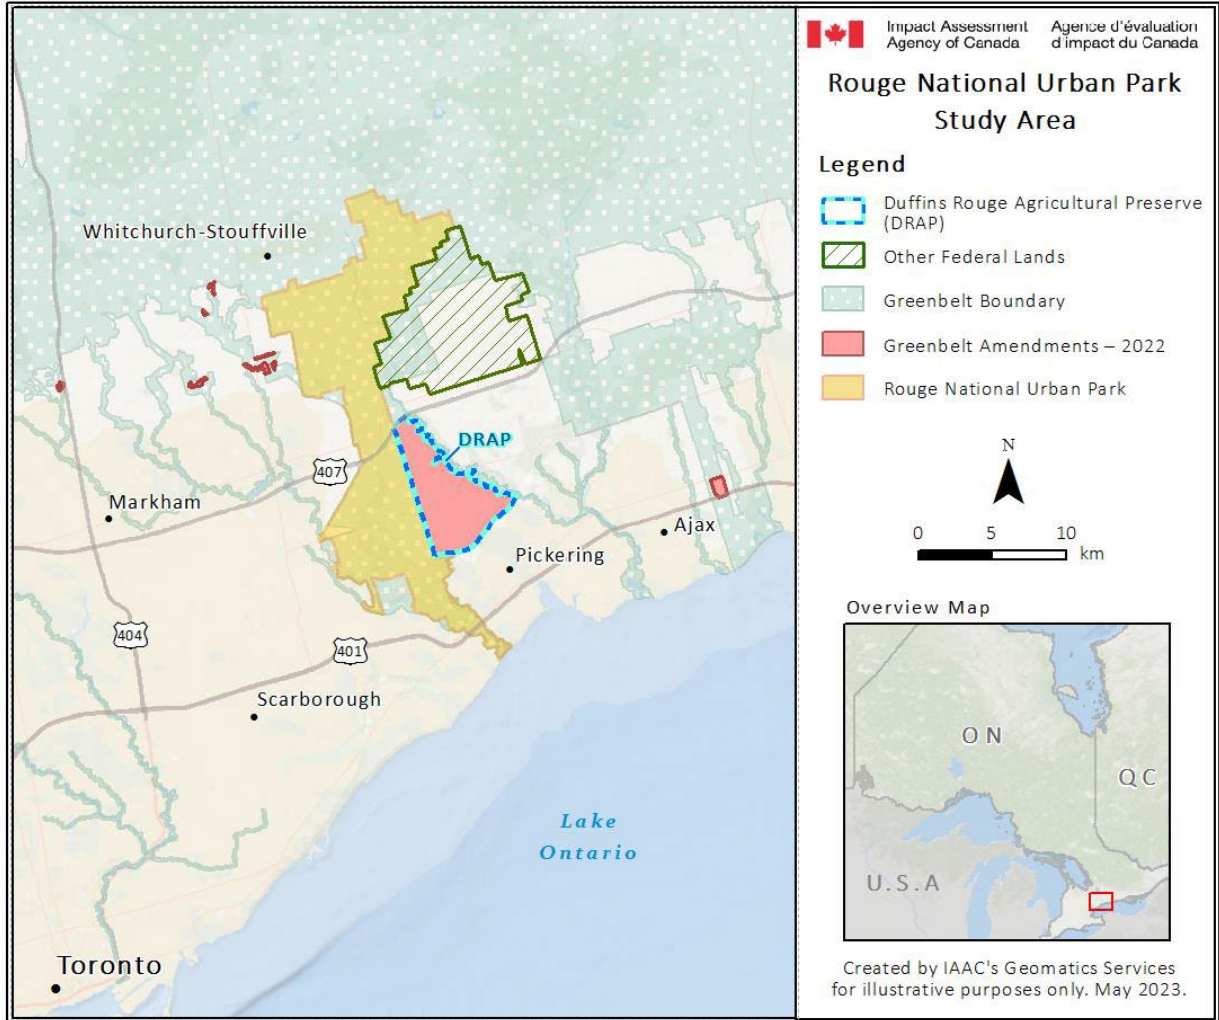 Impact Assessment
Agency of Canada
Agence d'évaluation
d'impact du Canada
Rouge National Urban Park
Study Area
Legend
Duffins Rouge Agricultural Preserve
(DRAP)
Other Federal Lands
Greenbelt Boundary
Greenbelt Amendments – 2022
Rouge National Urban Park
N
0 5 10
km
Overview Map
ON
QC
U.S.A
Created by IAAC's Geomatics Services
for illustrative purposes only. May 2023.
Whitchurch-Stouffville
DRAP
407
Markham
Ajax
Pickering
404
401
Scarborough
Lake
Ontario
Toronto